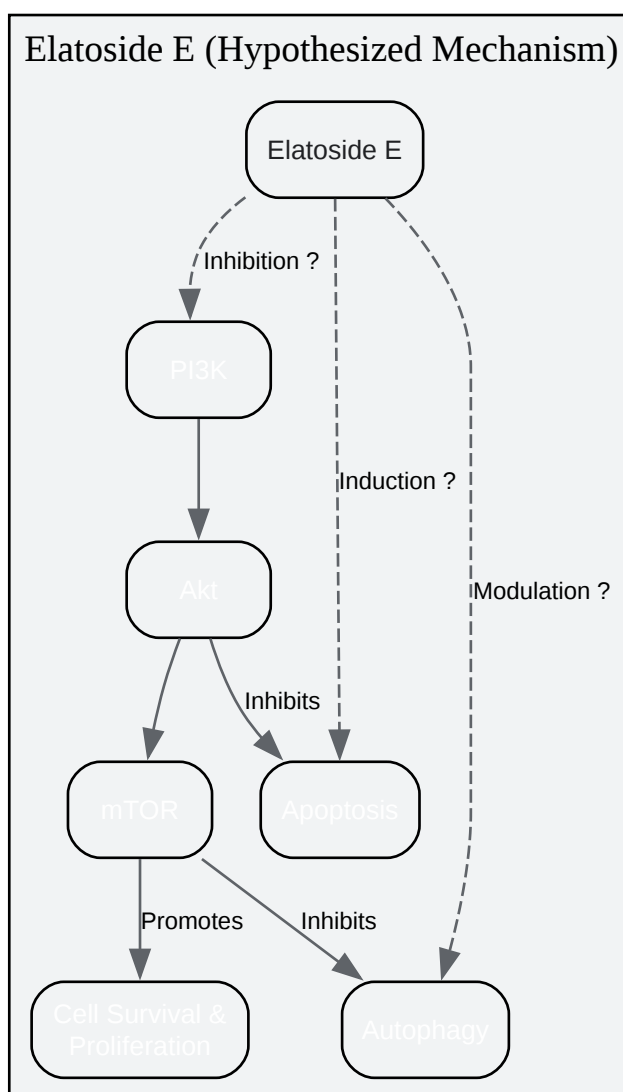 Elatoside E (Hypothesized Mechanism)
Elatoside E
Inhibition ?
PI3K
Induction ?
Akt
Modulation ?
Inhibits
mTOR
Apoptosis
Promotes
Inhibits
Cell Survival &
Proliferation
Autophagy